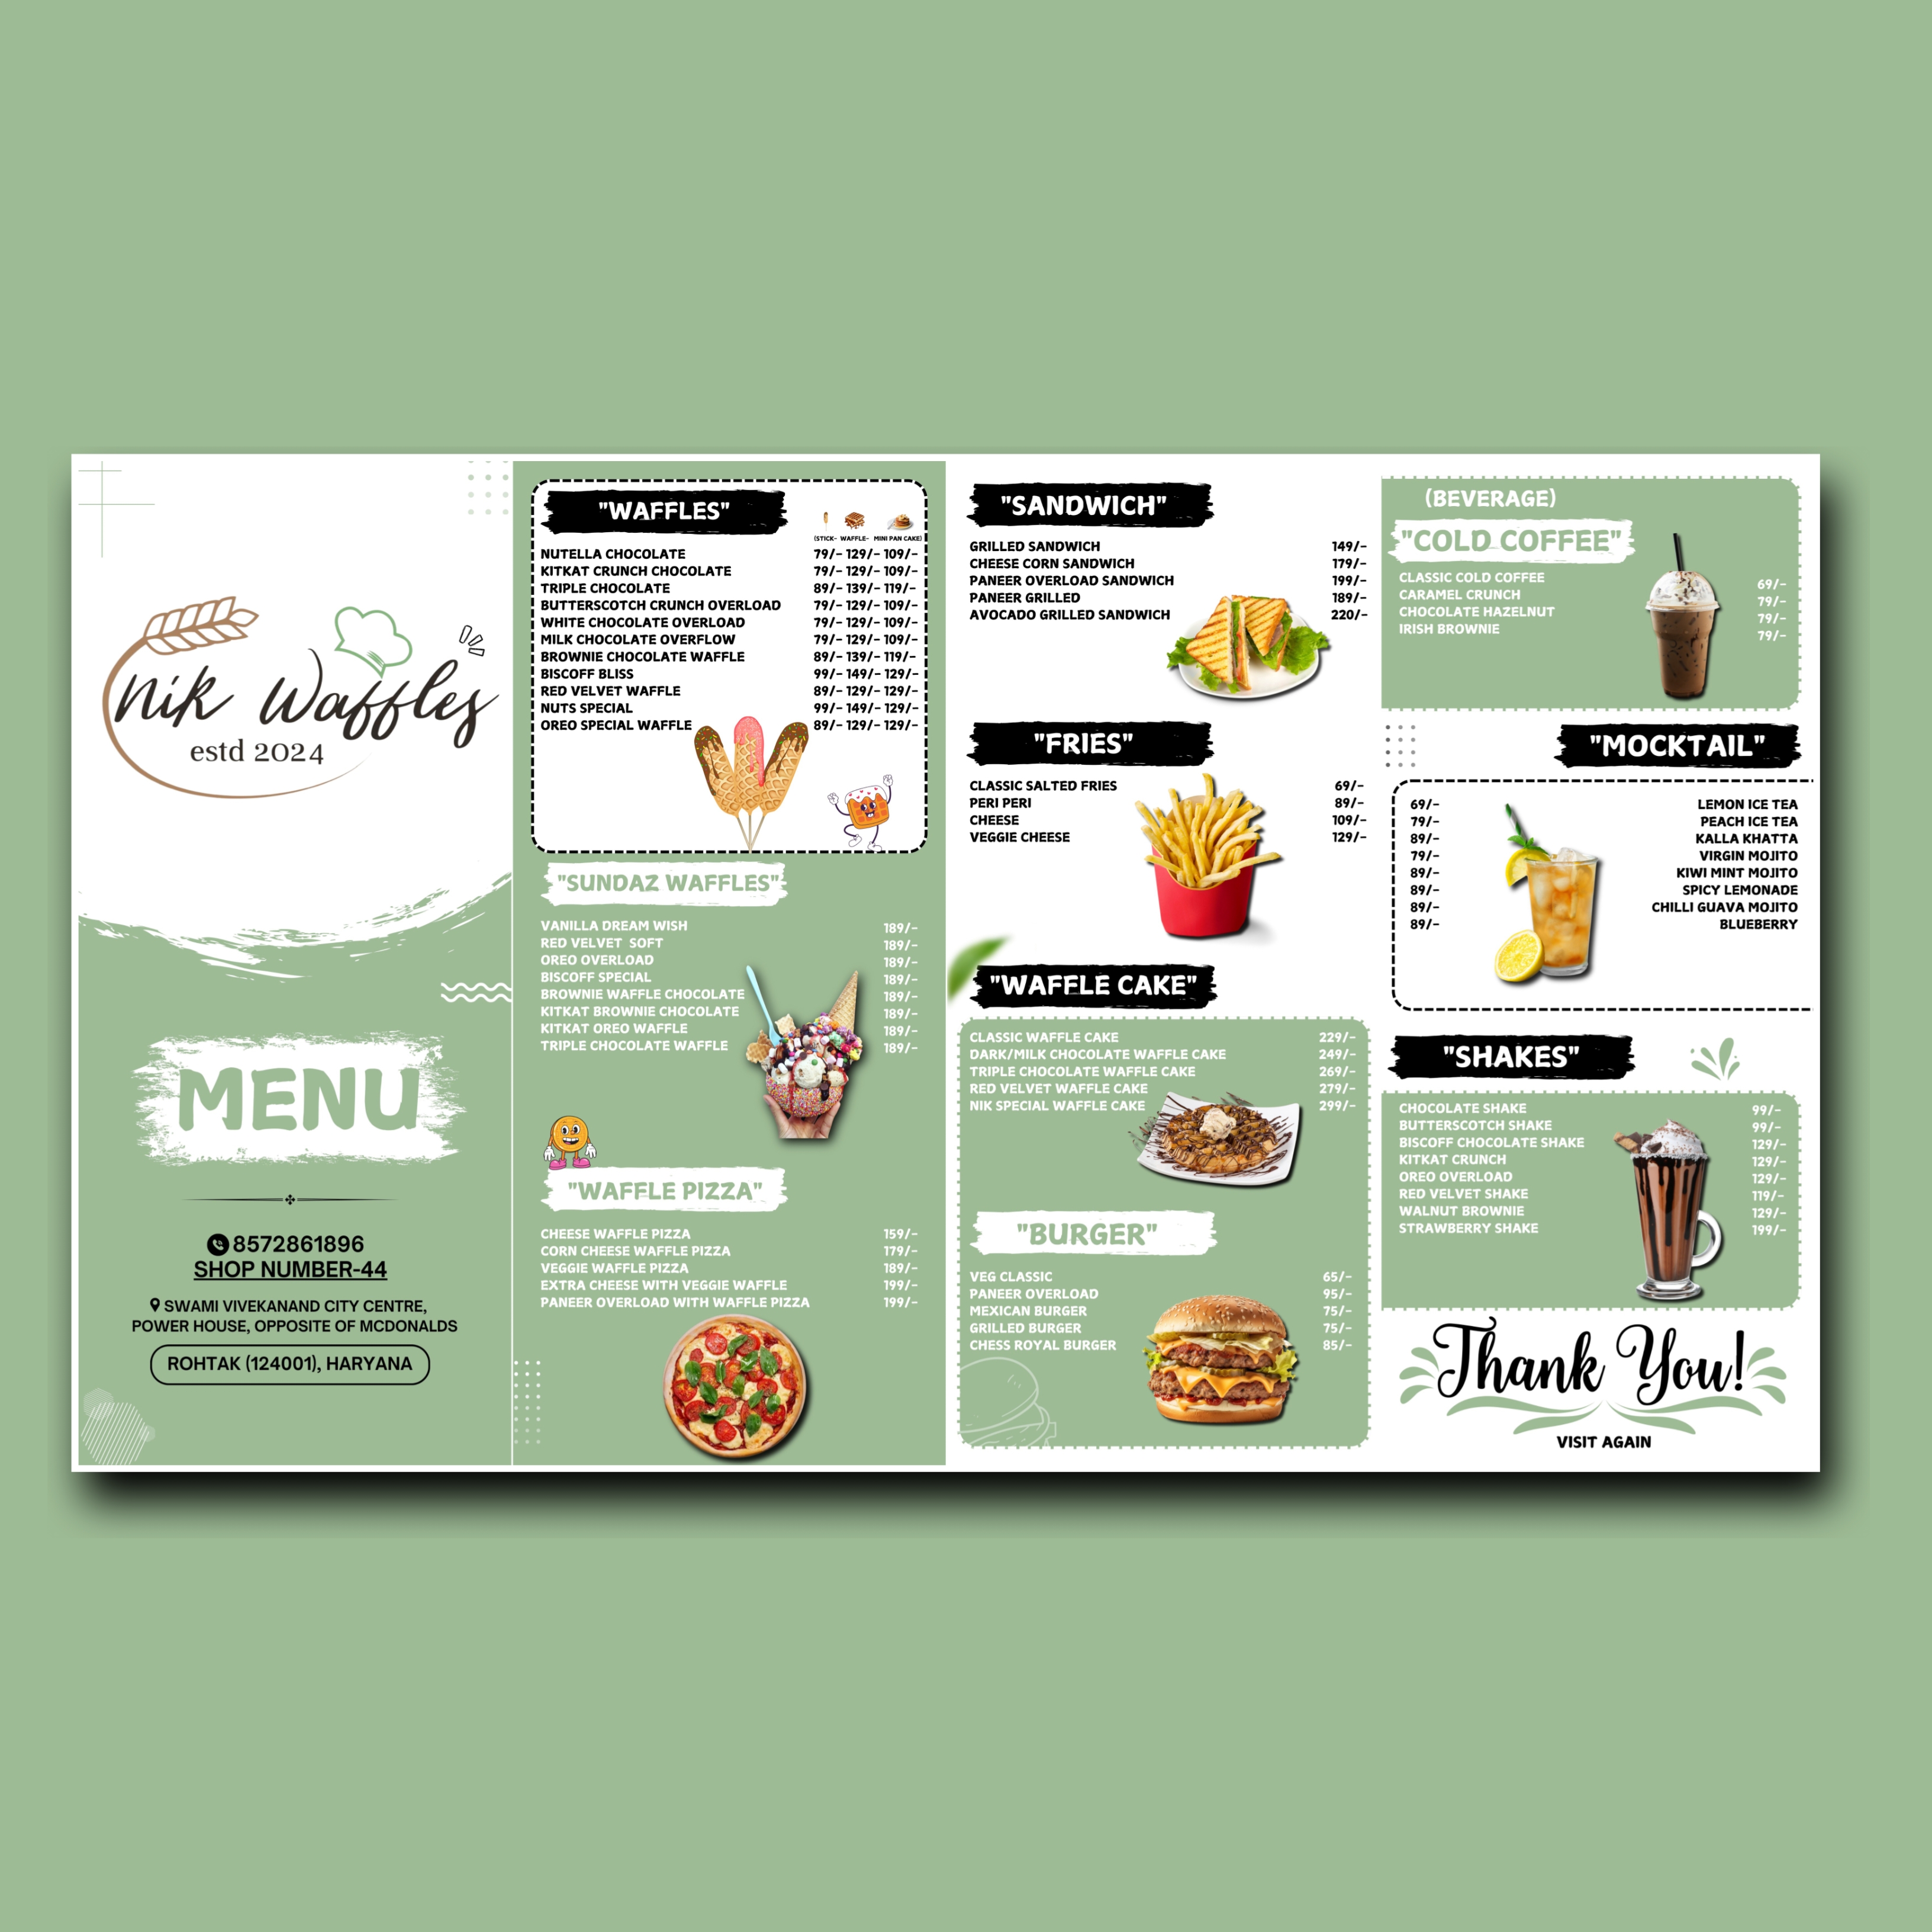 Nik Waffles
estd 2024
MENU
8572861896
SHOP NUMBER-44
SWAMI VIVEKANAND CITY CENTRE,
POWER HOUSE, OPPOSITE OF MCDONALDS
ROHTAK (124001), HARYANA
"WAFFLES"
(STICK- WAFFLE- MINI PAN CAKE)
NUTELLA CHOCOLATE 79/- 129/- 109/-
KITKAT CRUNCH CHOCOLATE 79/- 129/- 109/-
TRIPLE CHOCOLATE 89/- 139/- 119/-
BUTTERSCOTCH CRUNCH OVERLOAD 79/- 129/- 109/-
WHITE CHOCOLATE OVERLOAD 79/- 129/- 109/-
MILK CHOCOLATE OVERFLOW 79/- 129/- 109/-
BROWNIE CHOCOLATE WAFFLE 89/- 139/- 119/-
BISCOFF BLISS 99/- 149/- 129/-
RED VELVET WAFFLE 89/- 129/- 129/-
NUTS SPECIAL 99/- 149/- 129/-
OREO SPECIAL WAFFLE 89/- 129/- 129/-
"SUNDAZ WAFFLES"
VANILLA DREAM WISH 189/-
RED VELVET SOFT 189/-
OREO OVERLOAD 189/-
BISCOFF SPECIAL 189/-
BROWNIE WAFFLE CHOCOLATE 189/-
KITKAT BROWNIE CHOCOLATE 189/-
KITKAT OREO WAFFLE 189/-
TRIPLE CHOCOLATE WAFFLE 189/-
"WAFFLE PIZZA"
CHEESE WAFFLE PIZZA 159/-
CORN CHEESE WAFFLE PIZZA 179/-
VEGGIE WAFFLE PIZZA 189/-
EXTRA CHEESE WITH VEGGIE WAFFLE 199/-
PANEER OVERLOAD WITH WAFFLE PIZZA 199/-
"SANDWICH"
GRILLED SANDWICH 149/-
CHEESE CORN SANDWICH 179/-
PANEER OVERLOAD SANDWICH 199/-
PANEER GRILLED 189/-
AVOCADO GRILLED SANDWICH 220/-
"FRIES"
CLASSIC SALTED FRIES 69/-
PERI PERI 89/-
CHEESE 109/-
VEGGIE CHEESE 129/-
"WAFFLE CAKE"
CLASSIC WAFFLE CAKE 229/-
DARK/MILK CHOCOLATE WAFFLE CAKE 249/-
TRIPLE CHOCOLATE WAFFLE CAKE 269/-
RED VELVET WAFFLE CAKE 279/-
NIK SPECIAL WAFFLE CAKE 299/-
"BURGER"
VEG CLASSIC 65/-
PANEER OVERLOAD 95/-
MEXICAN BURGER 75/-
GRILLED BURGER 75/-
CHESS ROYAL BURGER 85/-
(BEVERAGE)
"COLD COFFEE"
CLASSIC COLD COFFEE 69/-
CARAMEL CRUNCH 79/-
CHOCOLATE HAZELNUT 79/-
IRISH BROWNIE 79/-
"MOCKTAIL"
69/- LEMON ICE TEA
79/- PEACH ICE TEA
89/- KALLA KHATTA
79/- VIRGIN MOJITO
89/- KIWI MINT MOJITO
89/- SPICY LEMONADE
89/- CHILLI GUAVA MOJITO
89/- BLUEBERRY
"SHAKES"
CHOCOLATE SHAKE 99/-
BUTTERSCOTCH SHAKE 99/-
BISCOFF CHOCOLATE SHAKE 129/-
KITKAT CRUNCH 129/-
OREO OVERLOAD 129/-
RED VELVET SHAKE 119/-
WALNUT BROWNIE 129/-
STRAWBERRY SHAKE 199/-
Thank You!
VISIT AGAIN